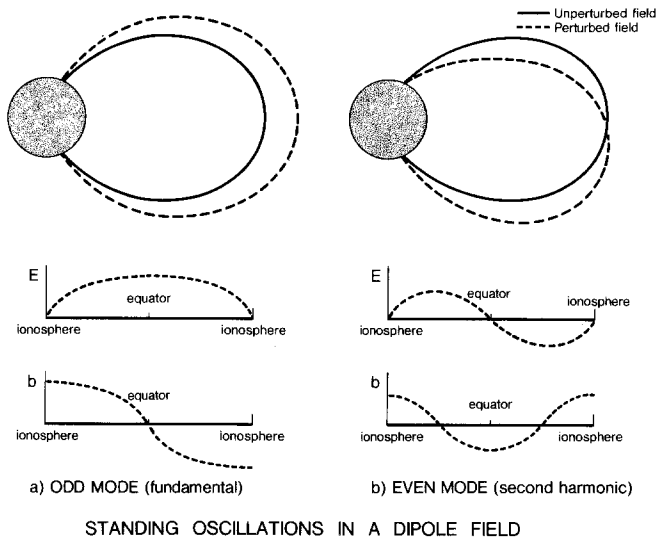 Unperturbed field
Perturbed field
E
equator
ionosphere
ionosphere
E
equator
ionosphere
ionosphere
b
equator
ionosphere
ionosphere
b
equator
ionosphere
ionosphere
a) ODD MODE (fundamental)
b) EVEN MODE (second harmonic)
STANDING OSCILLATIONS IN A DIPOLE FIELD